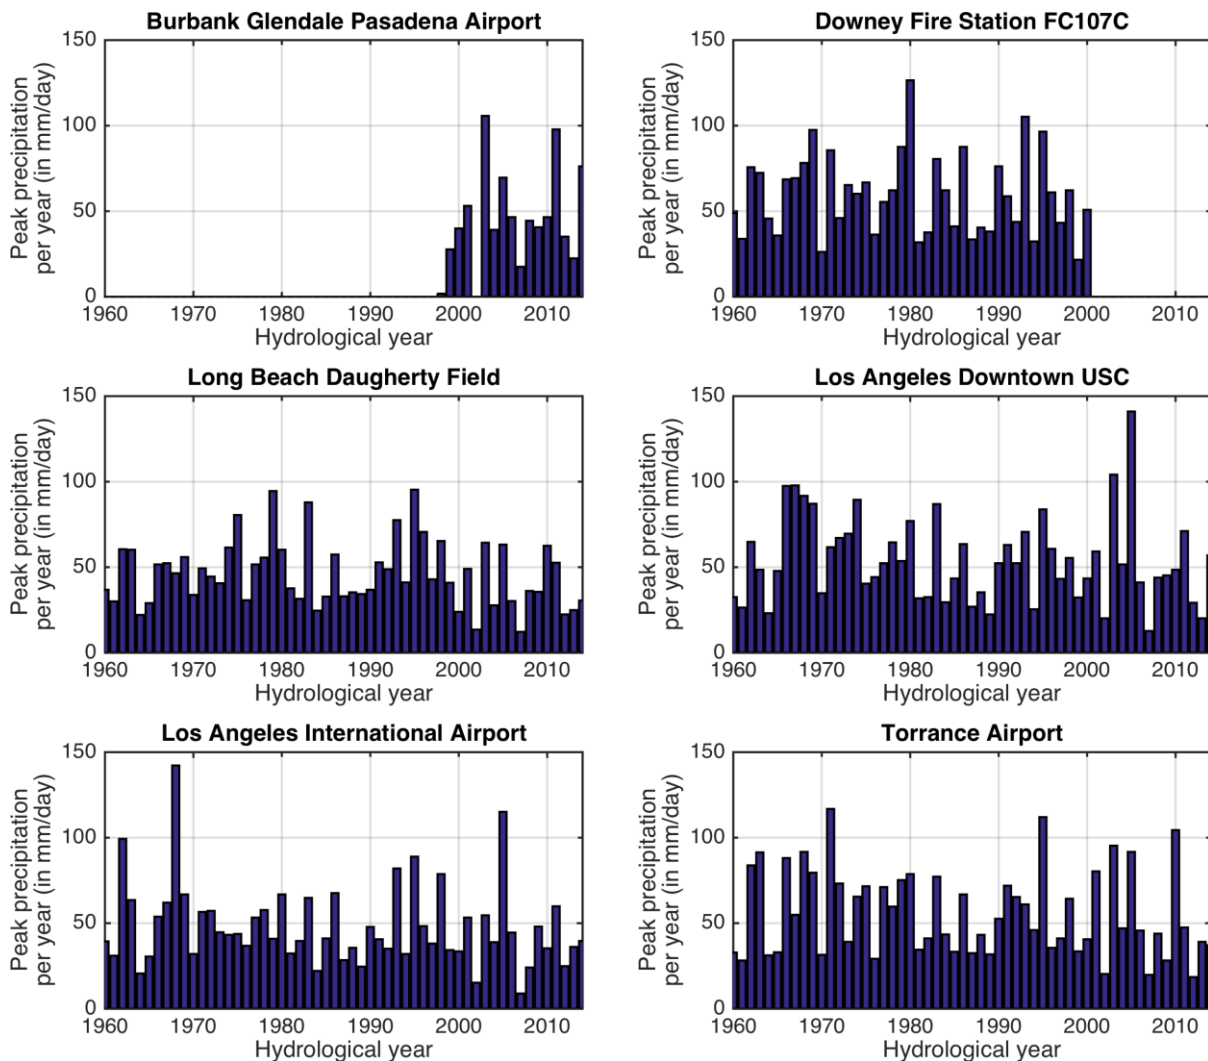 Burbank Glendale Pasadena Airport
Peak precipitation
per year (in mm/day)
150
100
50
0
1960 1970 1980 1990 2000 2010
Hydrological year
Downey Fire Station FC107C
Peak precipitation
per year (in mm/day)
150
100
50
0
1960 1970 1980 1990 2000 2010
Hydrological year
Long Beach Daugherty Field
Peak precipitation
per year (in mm/day)
150
100
50
0
1960 1970 1980 1990 2000 2010
Hydrological year
Los Angeles Downtown USC
Peak precipitation
per year (in mm/day)
150
100
50
0
1960 1970 1980 1990 2000 2010
Hydrological year
Los Angeles International Airport
Peak precipitation
per year (in mm/day)
150
100
50
0
1960 1970 1980 1990 2000 2010
Hydrological year
Torrance Airport
Peak precipitation
per year (in mm/day)
150
100
50
0
1960 1970 1980 1990 2000 2010
Hydrological year